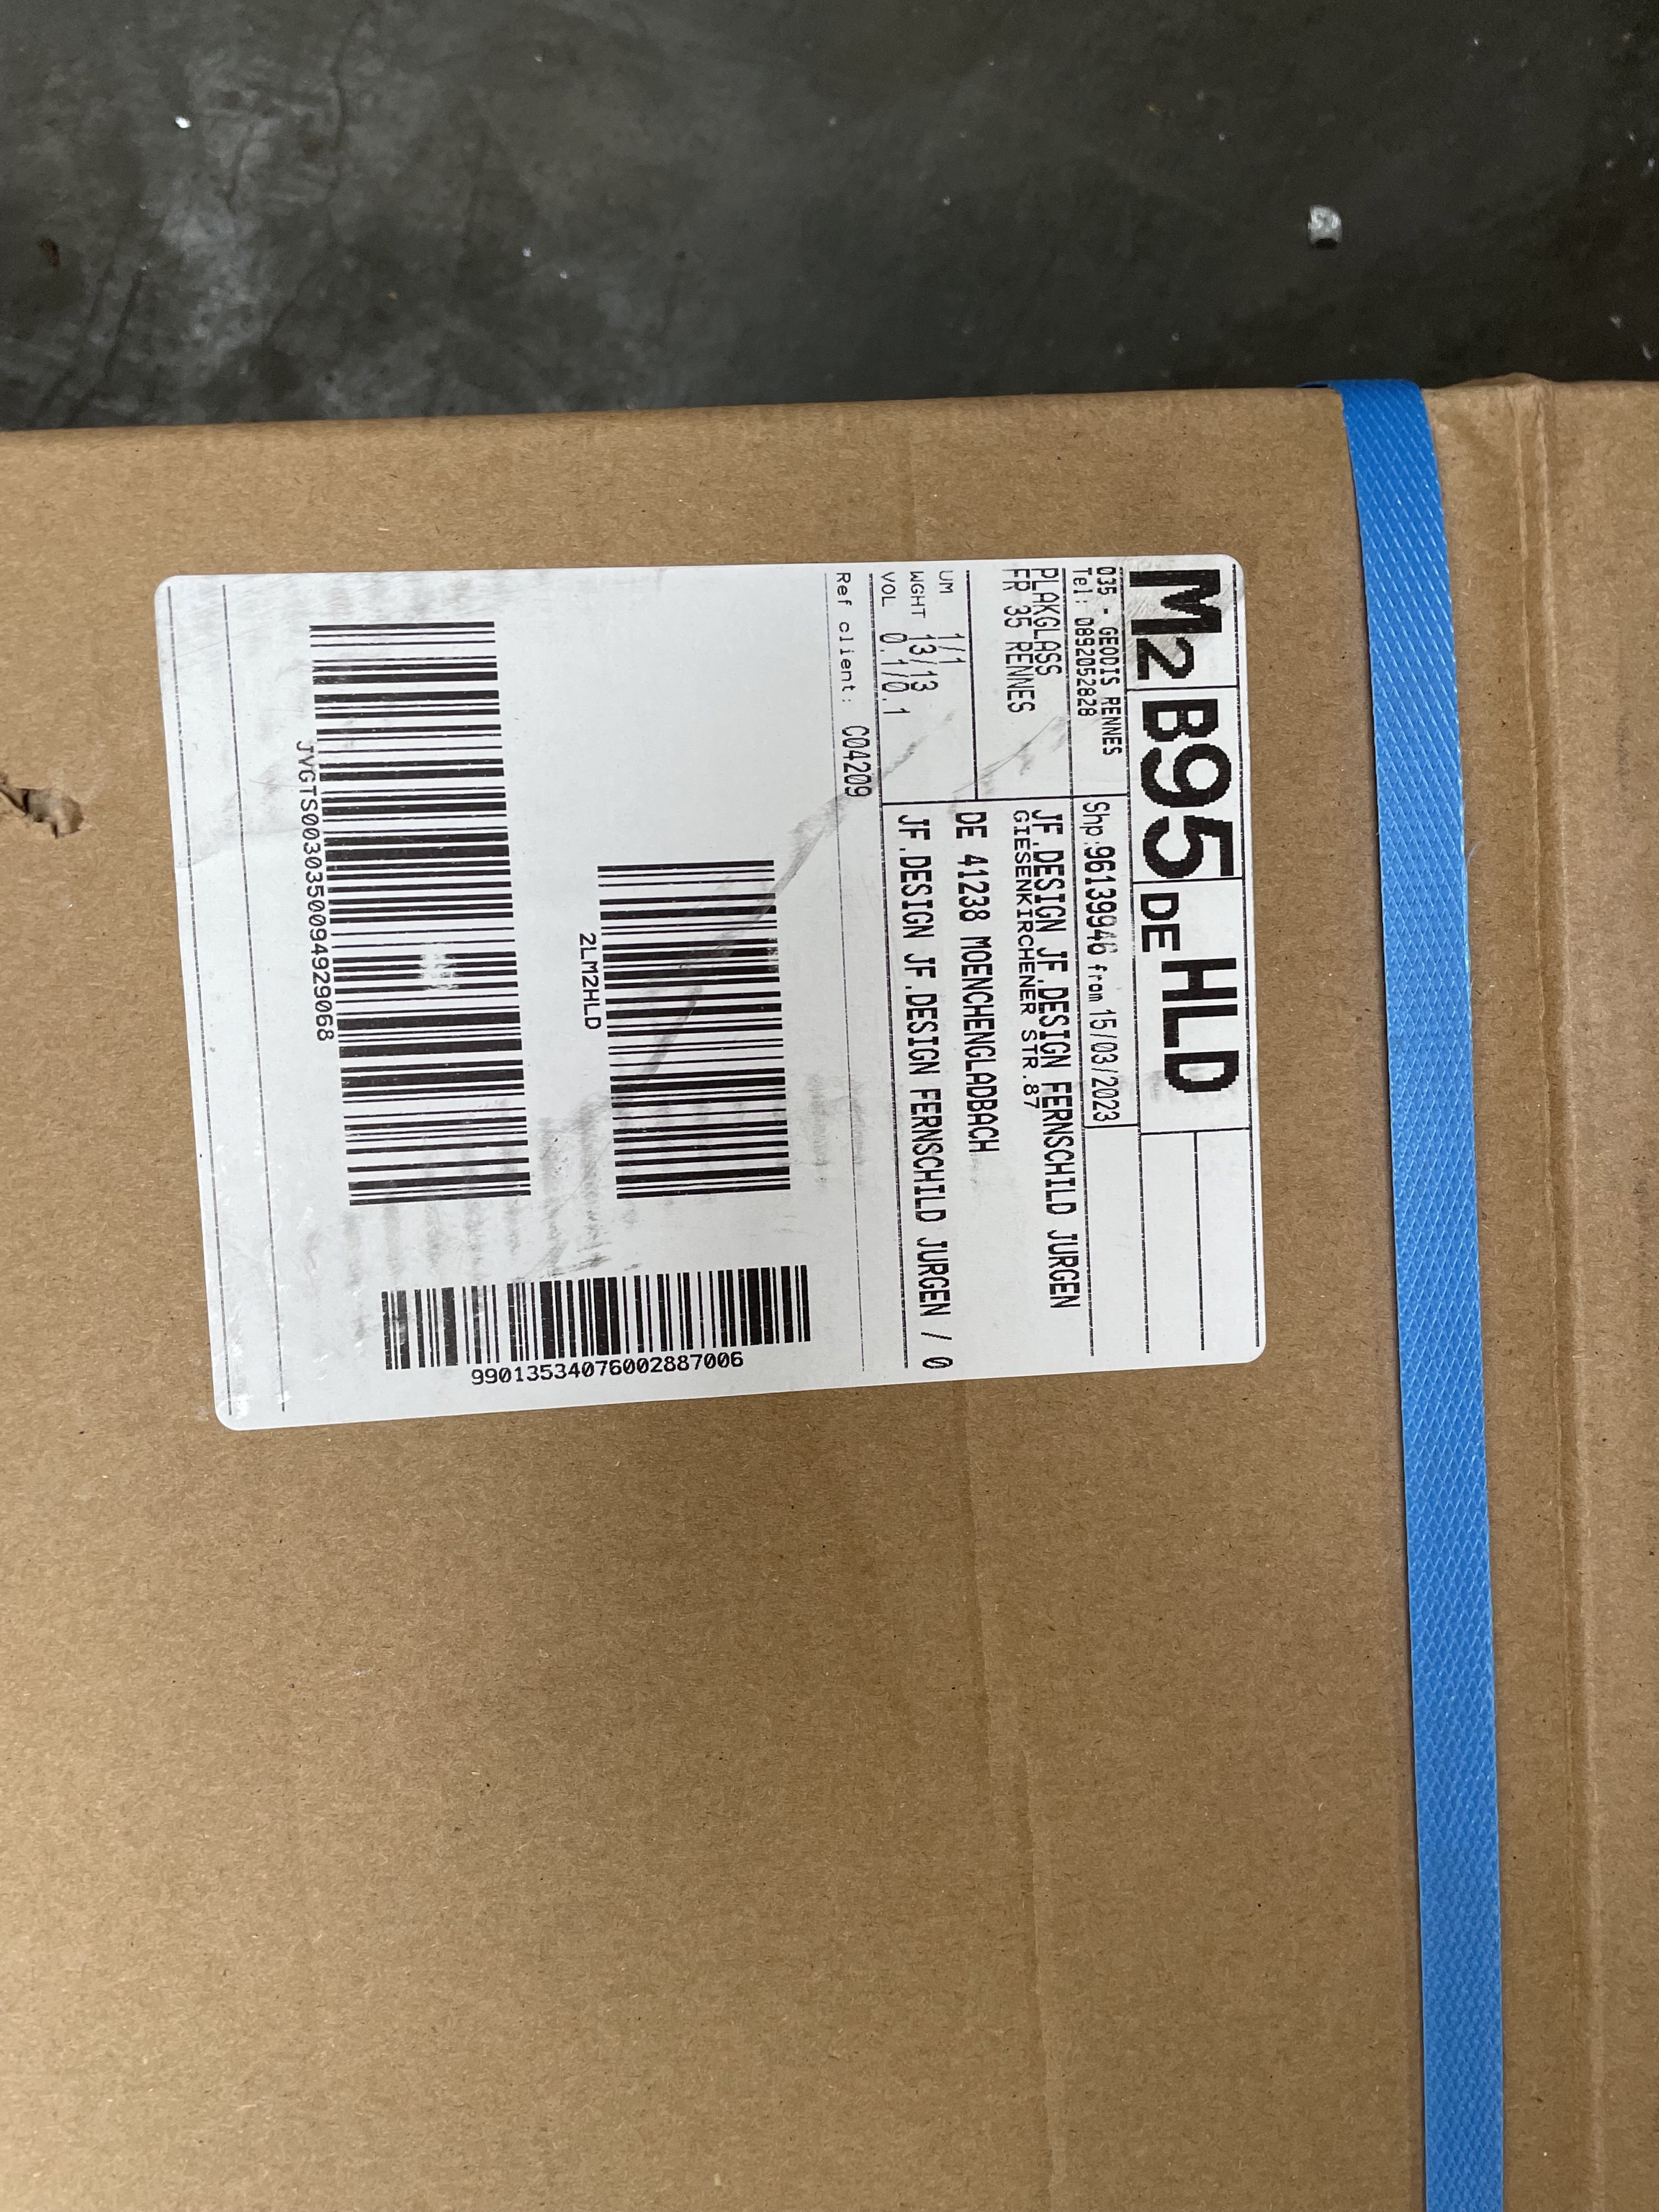 M2 B95 DE HLD
035 - GEODIS RENNES
Tel: 0892052828
Shp:96139946 from 15/03/2023
PLAKGLASS
FR 35 RENNES
JF.DESIGN JF.DESIGN FERNSCHILD JURGEN
GIESENKIRCHENER STR.87
DE 41238 MOENCHENGLADBACH
UM 1/1
WGHT 13/13
VOL 0.1/0.1
JF.DESIGN JF.DESIGN FERNSCHILD JURGEN / 0
Ref client: C04209
2LM2HLD
JVGTS0030350094929068
99013534076002887006